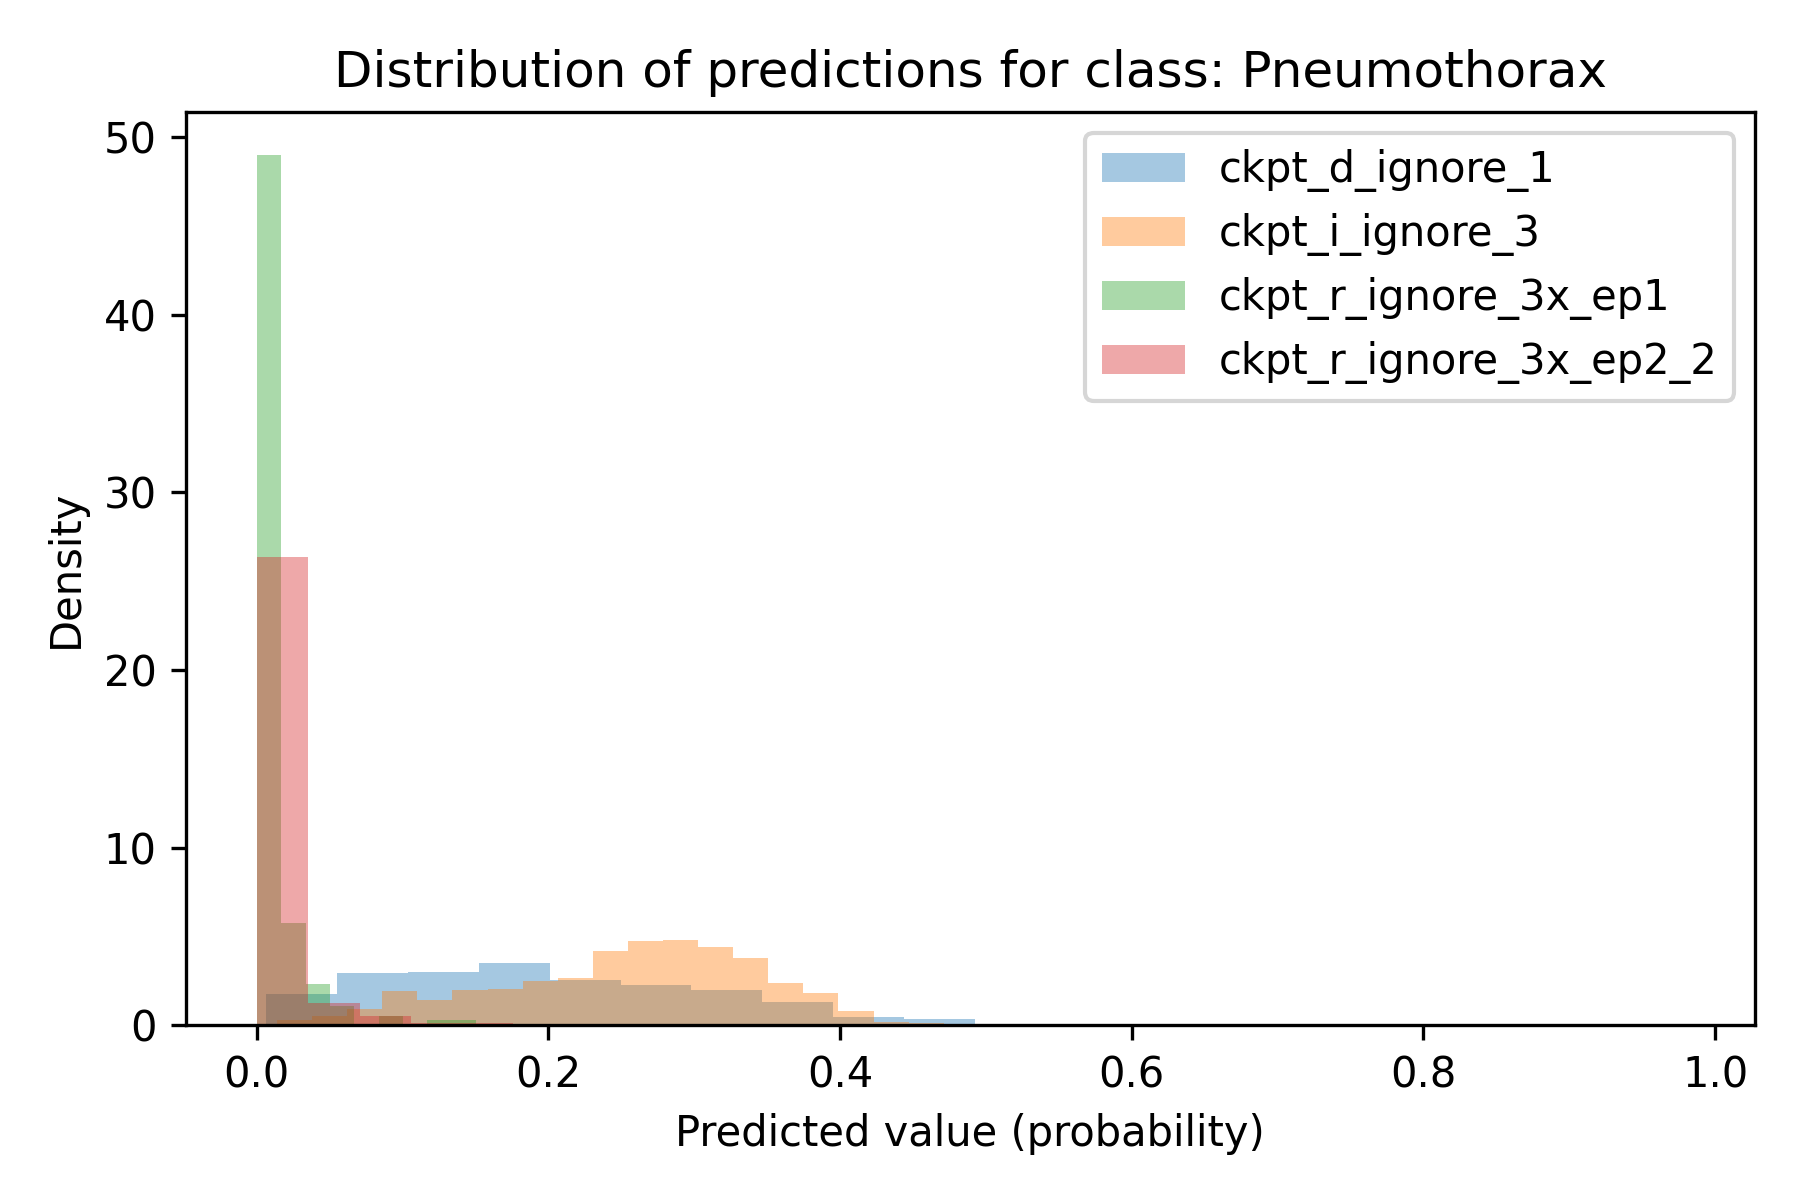 Distribution of predictions for class: Pneumothorax
ckpt_d_ignore_1
ckpt_i_ignore_3
ckpt_r_ignore_3x_ep1
ckpt_r_ignore_3x_ep2_2
Density
50
40
30
20
10
0
0.0 0.2 0.4 0.6 0.8 1.0
Predicted value (probability)